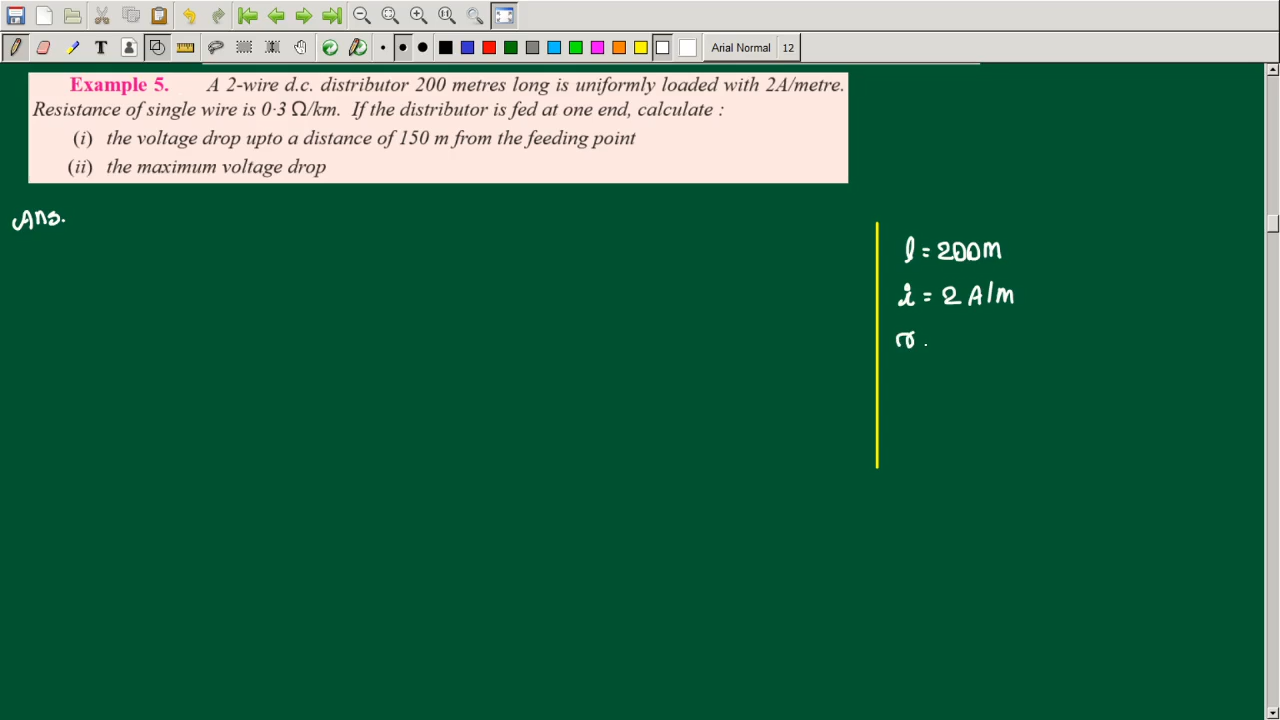 Arial Normal 12
Example 5. A 2-wire d.c. distributor 200 metres long is uniformly loaded with 2A/metre.
Resistance of single wire is 0·3 Ω/km. If the distributor is fed at one end, calculate :
(i) the voltage drop upto a distance of 150 m from the feeding point
(ii) the maximum voltage drop
Ans.
l = 200m
i = 2 A/m
r